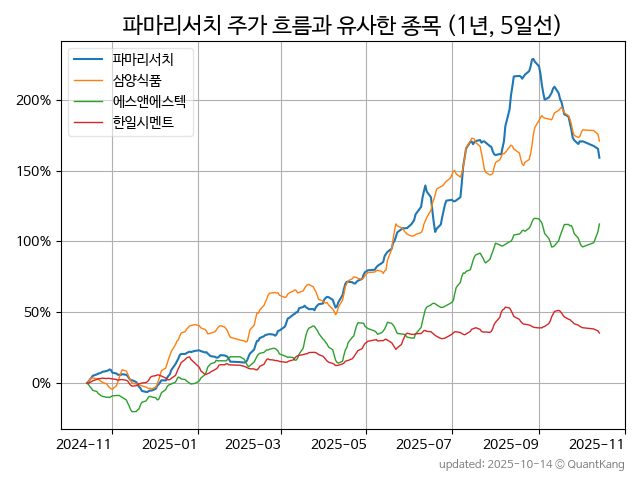 파마리서치 주가 흐름과 유사한 종목 (1년, 5일선)
파마리서치
삼양식품
에스앤에스텍
한일시멘트
200%
150%
100%
50%
0%
2024-11 2025-01 2025-03 2025-05 2025-07 2025-09 2025-11
updated: 2025-10-14 © QuantKang